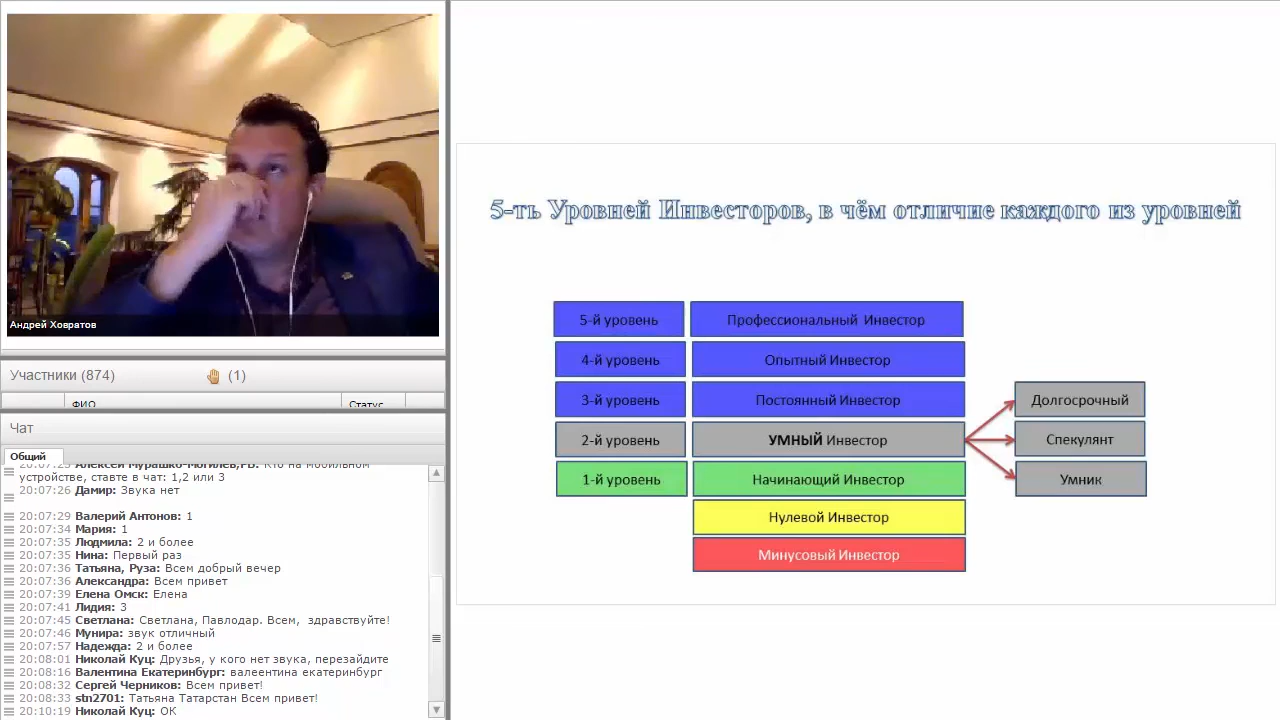 Андрей Ховратов
Участники (874) (1)
ФИО Статус
Чат
Общий
20:07:25 Алексей Мурашко-Могилев,РБ: Кто на мобильном
устройстве, ставте в чат: 1,2 или 3
20:07:26 Дамир: Звука нет
20:07:29 Валерий Антонов: 1
20:07:34 Мария: 1
20:07:35 Людмила: 2 и более
20:07:35 Нина: Первый раз
20:07:36 Татьяна, Руза: Всем добрый вечер
20:07:36 Александра: Всем привет
20:07:39 Елена Омск: Елена
20:07:41 Лидия: 3
20:07:45 Светлана: Светлана, Павлодар. Всем, здравствуйте!
20:07:46 Мунира: звук отличный
20:07:57 Надежда: 2 и более
20:08:01 Николай Куц: Друзья, у кого нет звука, перезайдите
20:08:16 Валентина Екатеринбург: валеентина екатеринбург
20:08:32 Сергей Черников: Всем привет!
20:08:33 stn2701: Татьяна Татарстан Всем привет!
20:10:19 Николай Куц: ОК
5-ть Уровней Инвесторов, в чём отличие каждого из уровней
5-й уровень Профессиональный Инвестор
4-й уровень Опытный Инвестор
3-й уровень Постоянный Инвестор Долгосрочный
2-й уровень УМНЫЙ Инвестор Спекулянт
1-й уровень Начинающий Инвестор Умник
Нулевой Инвестор
Минусовый Инвестор